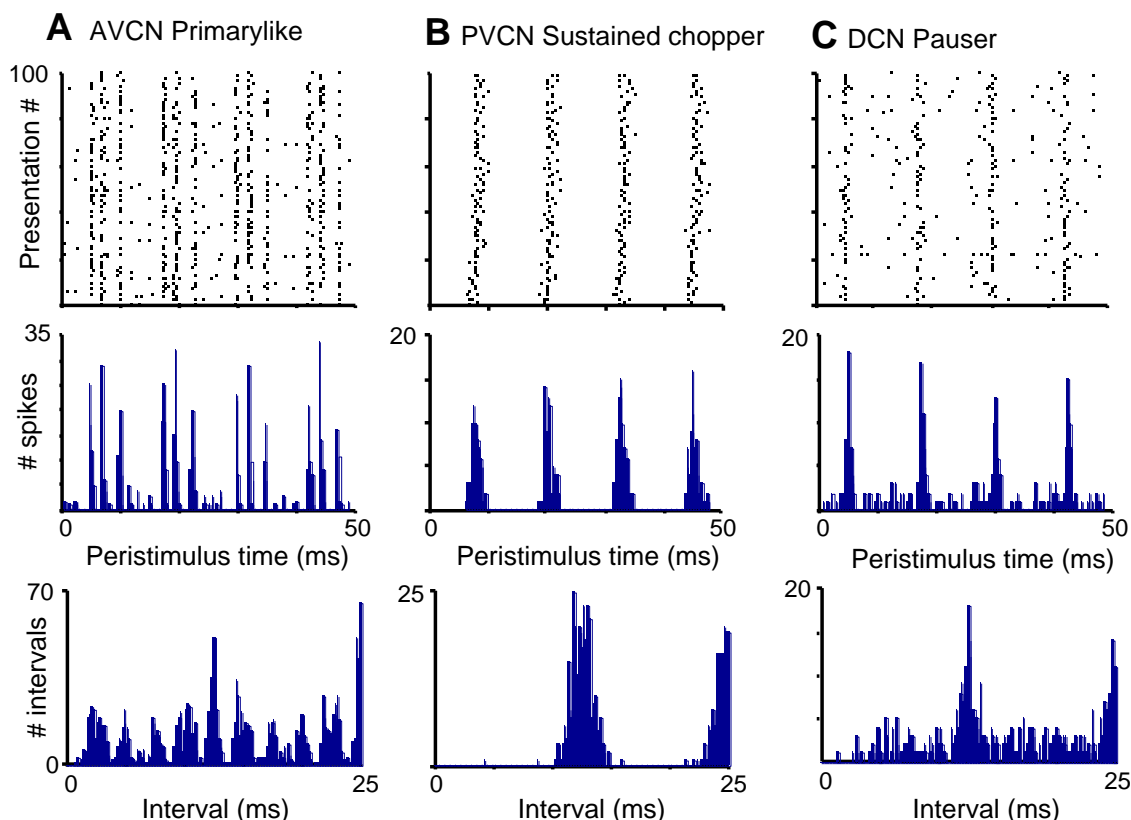 A AVCN Primarylike
B PVCN Sustained chopper
C DCN Pauser
Presentation #
100
# spikes
35
0
50
Peristimulus time (ms)
20
0
50
Peristimulus time (ms)
20
0
50
Peristimulus time (ms)
# intervals
70
0
0
25
Interval (ms)
25
0
25
Interval (ms)
20
0
25
Interval (ms)